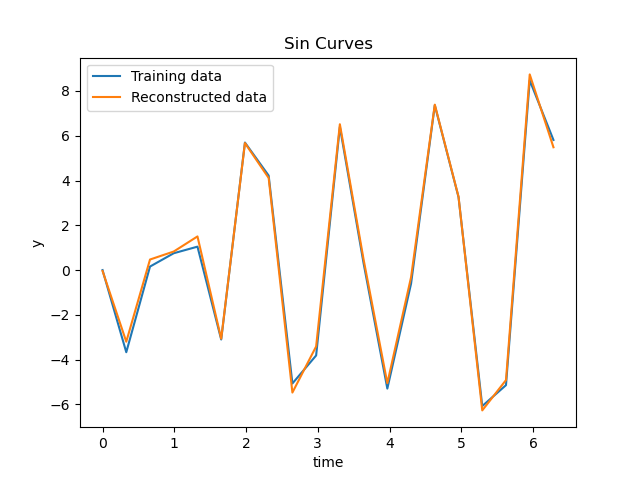 Sin Curves
Training data
Reconstructed data
8
6
4
2
0
−2
−4
−6
y
0 1 2 3 4 5 6
time